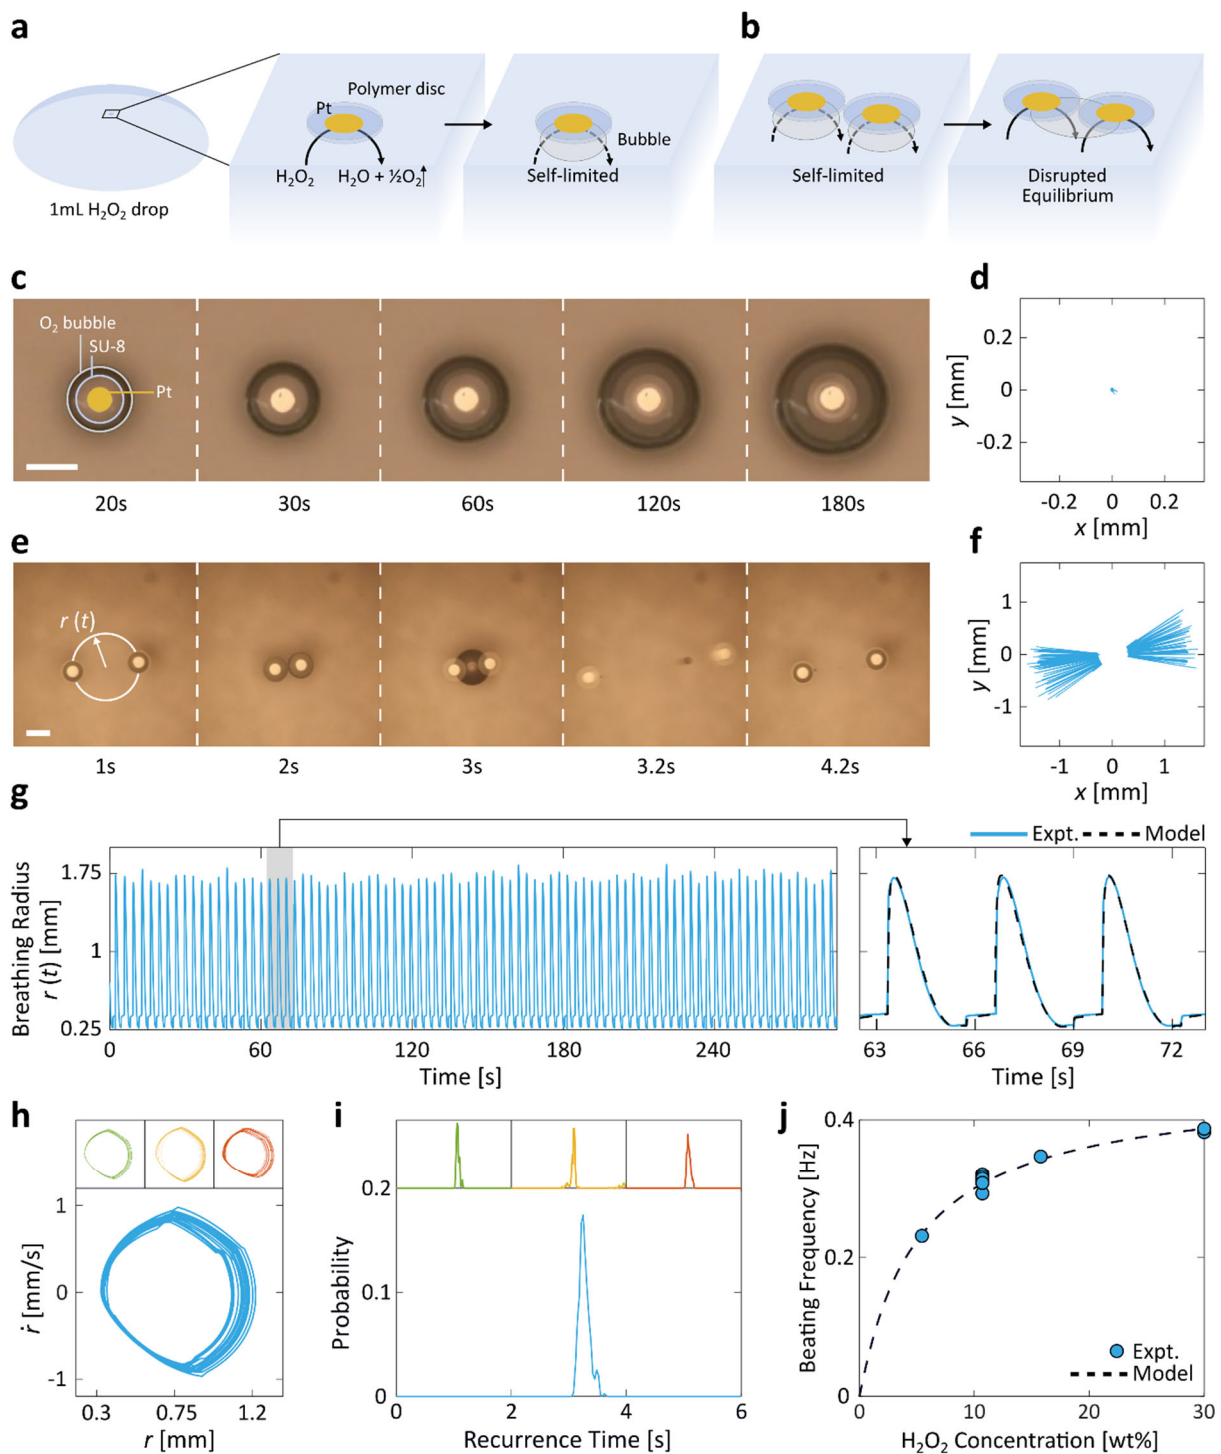 a
b
Polymer disc
Pt
Bubble
H₂O₂
H₂O + ½O₂
Self-limited
Self-limited
Disrupted
Equilibrium
1mL H₂O₂ drop
c
d
O₂ bubble
SU-8
Pt
20s
30s
60s
120s
180s
y [mm]
0.2
0
-0.2
-0.2
0
0.2
x [mm]
e
f
r (t)
1s
2s
3s
3.2s
4.2s
y [mm]
1
0
-1
-1
0
1
x [mm]
g
Expt.
Model
Breathing Radius
r (t) [mm]
1.75
1
0.25
0
60
120
180
240
Time [s]
63
66
69
72
Time [s]
h
i
j
ṙ [mm/s]
1
0
-1
0.3
0.75
1.2
r [mm]
Probability
0.2
0.1
0
0
2
4
6
Recurrence Time [s]
Beating Frequency [Hz]
0.4
0.2
0
0
10
20
30
H₂O₂ Concentration [wt%]
Expt.
Model